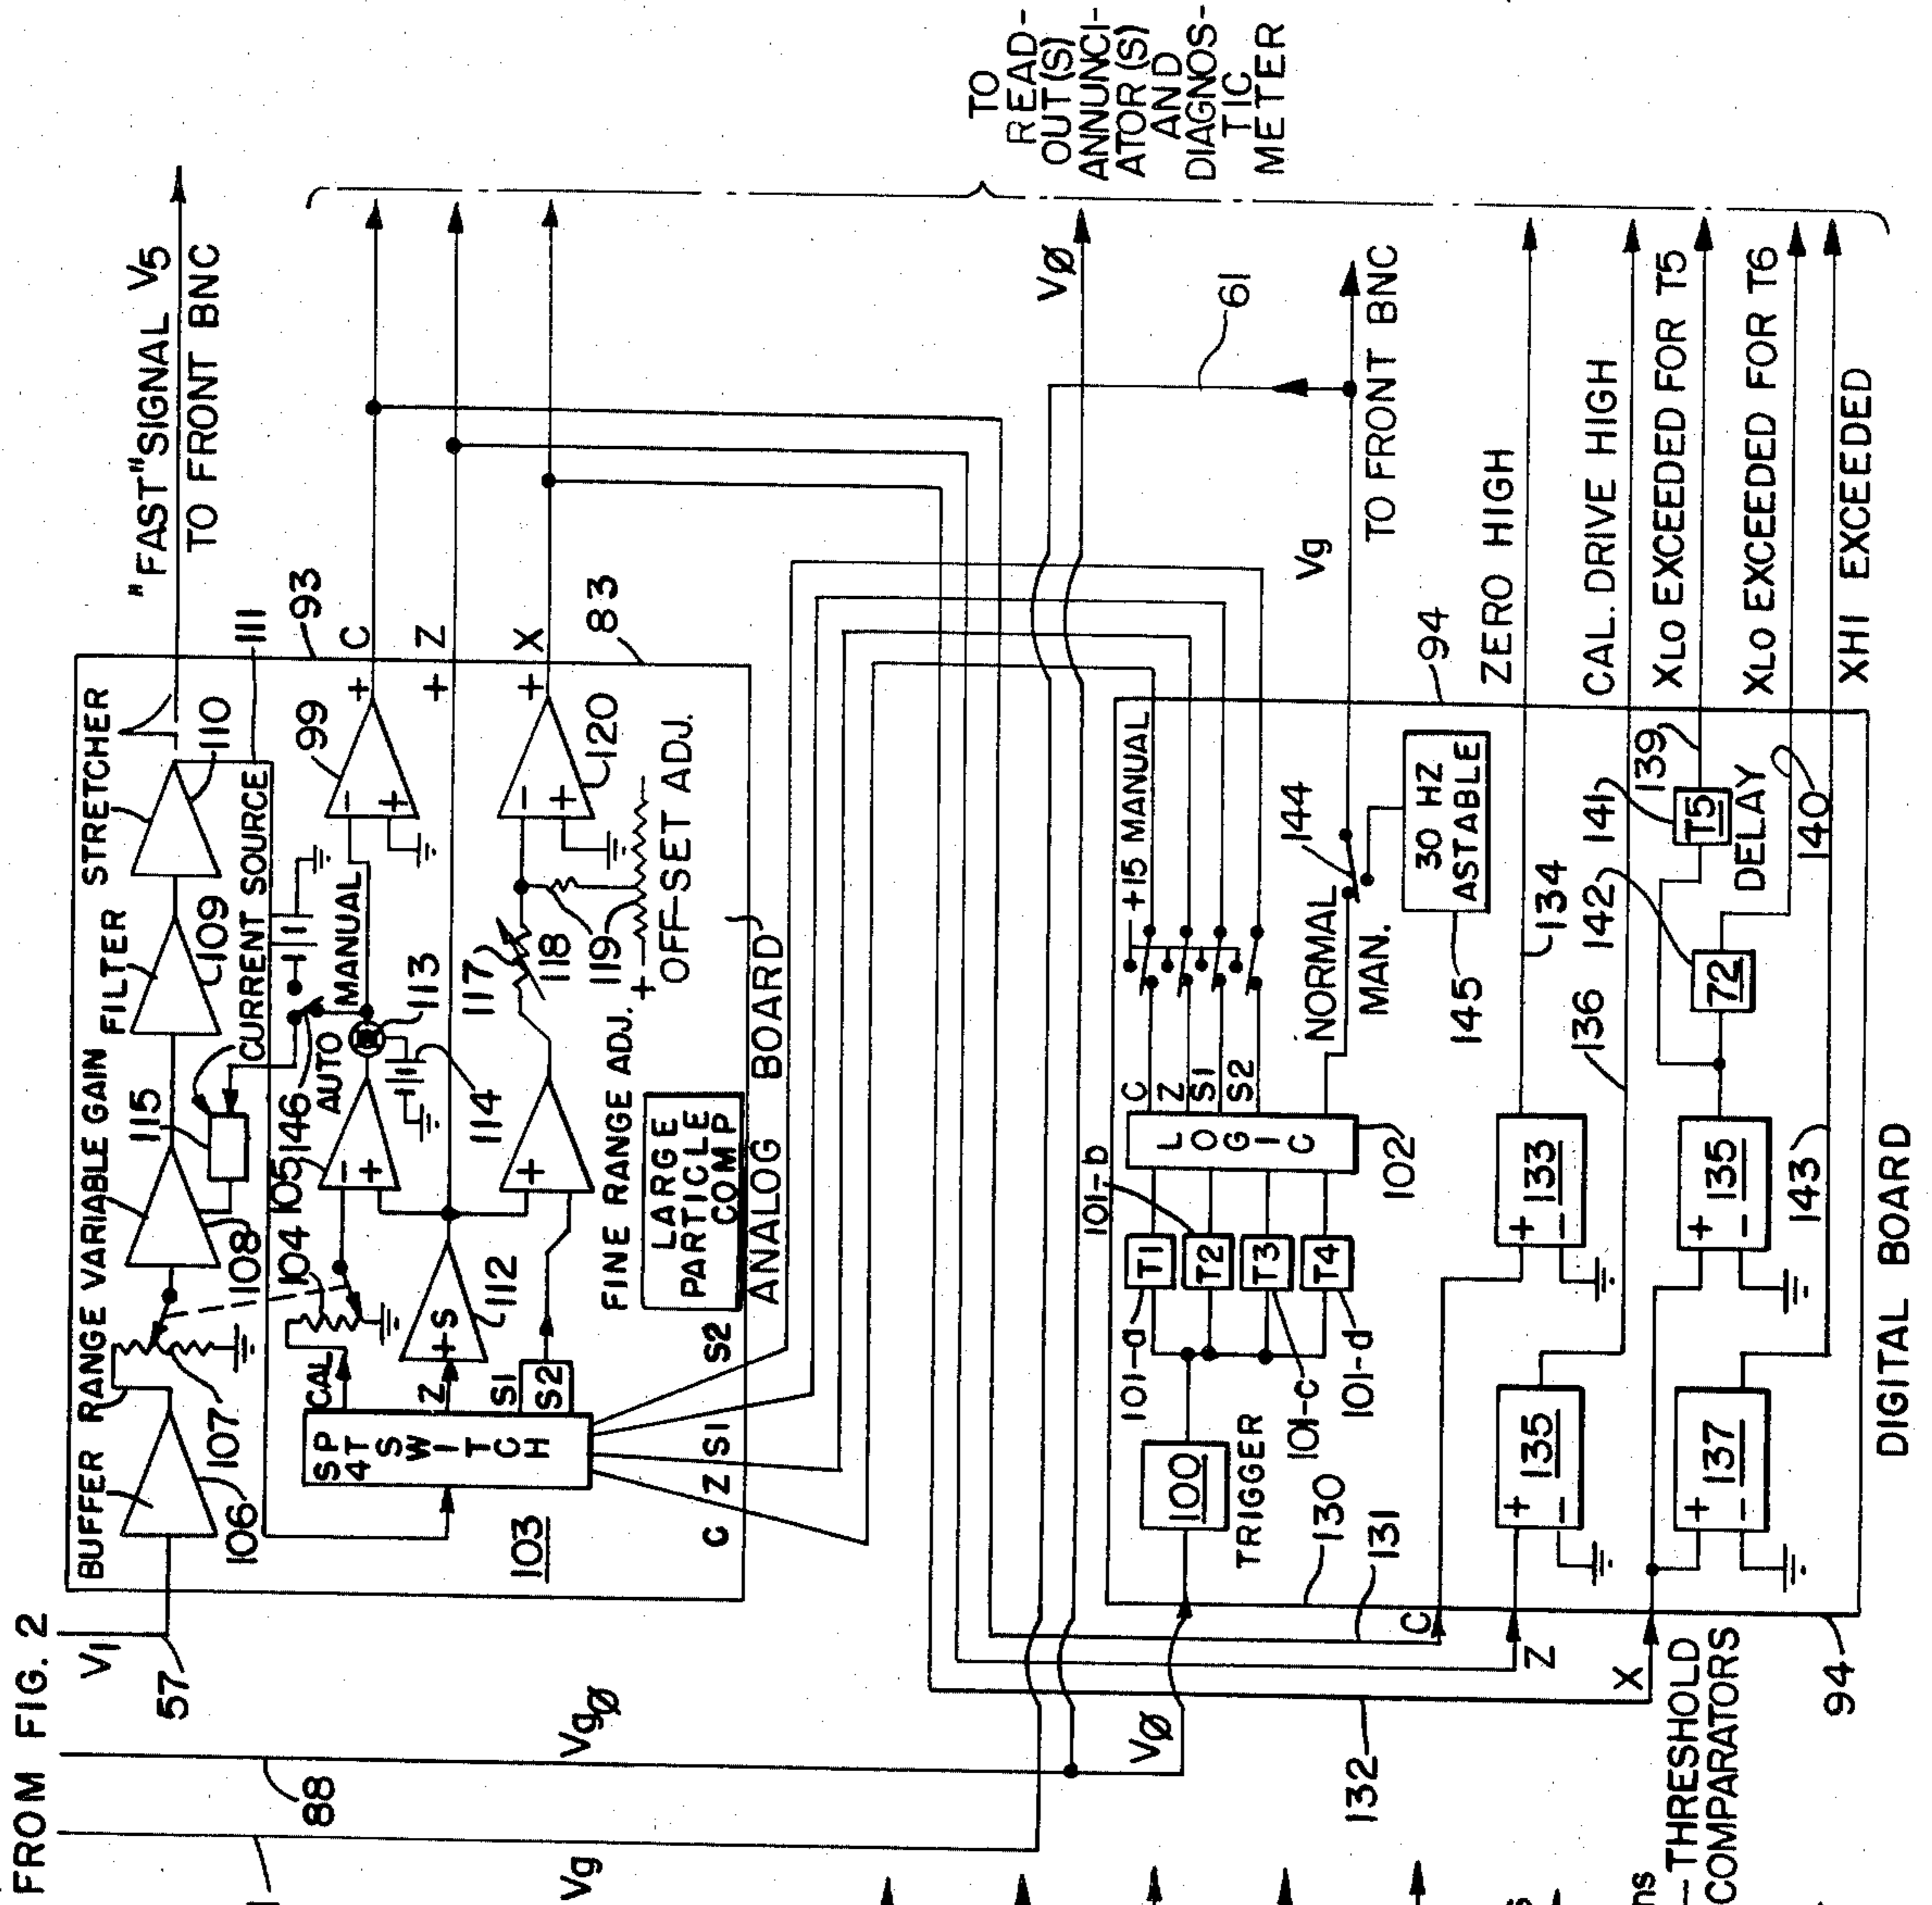 FROM FIG. 2
V1
57
Vgø
88
Vg
BUFFER
RANGE VARIABLE GAIN
FILTER
STRETCHER
"FAST" SIGNAL V5
TO FRONT BNC
106
107
108
115
109
110
111
CURRENT SOURCE
93
SP
4T
SWITCH
103
CAL
Z
S1
S2
104
105
146
AUTO
MANUAL
113
114
112
+S
99
-
+
+
C
+
Z
+
X
83
117
118
119
120
-
+
+
OFF-SET ADJ.
FINE RANGE ADJ.
LARGE
PARTICLE
COMP
ANALOG BOARD
C
Z
S1
S2
TO
READ-
OUT(S)
ANNUNCI-
ATOR(S)
AND
DIAGNOS-
TIC
METER
Vø
61
Vg
TO FRONT BNC
94
+15 MANUAL
101-a
101-b
101-c
101-d
T1
T2
T3
T4
LOGIC
102
C
Z
S1
S2
100
TRIGGER
NORMAL
MAN.
144
30 HZ
ASTABLE
145
130
131
132
Vø
C
Z
X
+
-
133
134
ZERO HIGH
+
-
135
136
CAL. DRIVE HIGH
+
-
135
142
72
141
T5
139
DELAY
140
XLO EXCEEDED FOR T5
XLO EXCEEDED FOR T6
+
-
137
143
XHI EXCEEDED
DIGITAL BOARD
94
THRESHOLD
COMPARATORS